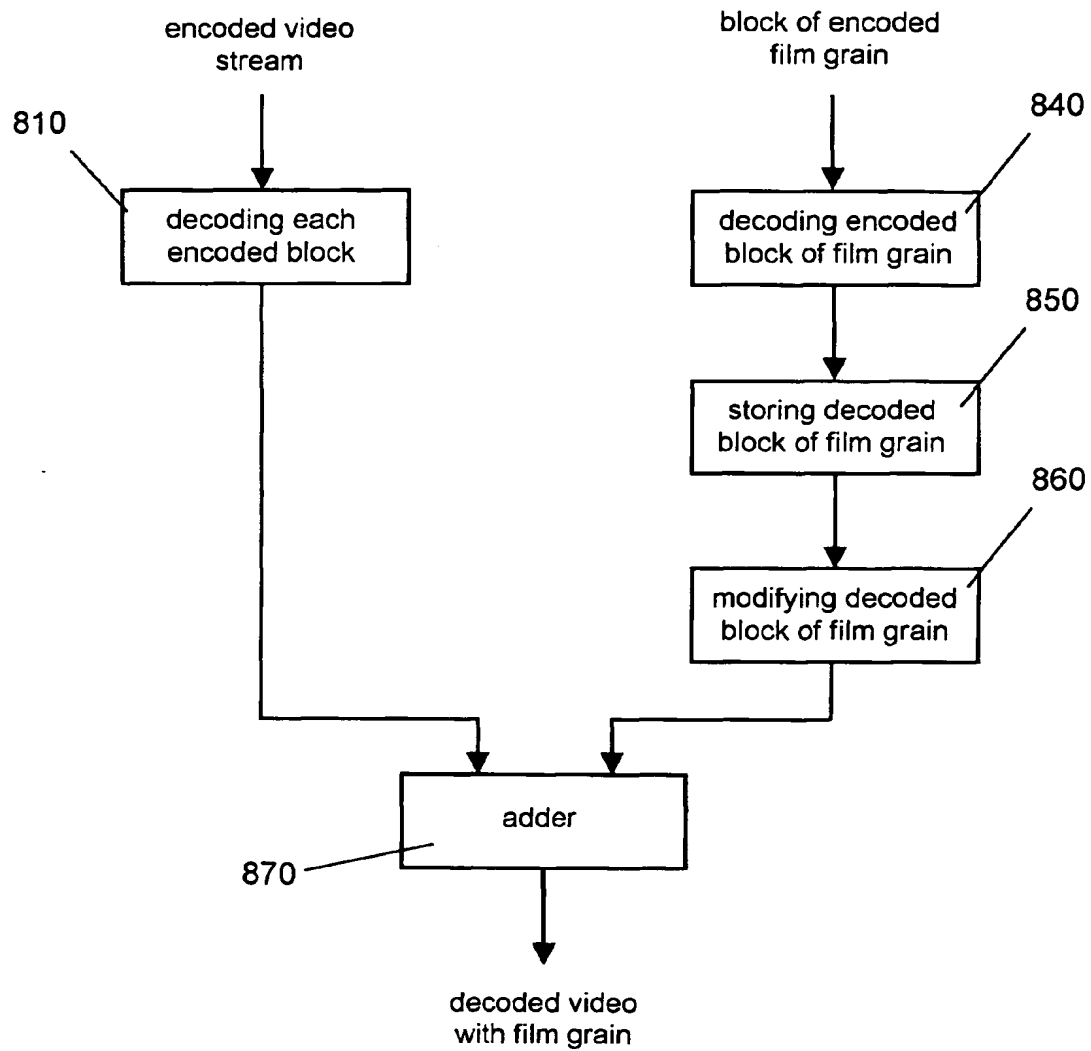 encoded video
stream
block of encoded
film grain
810
840
decoding each
encoded block
decoding encoded
block of film grain
850
storing decoded
block of film grain
860
modifying decoded
block of film grain
adder
870
decoded video
with film grain